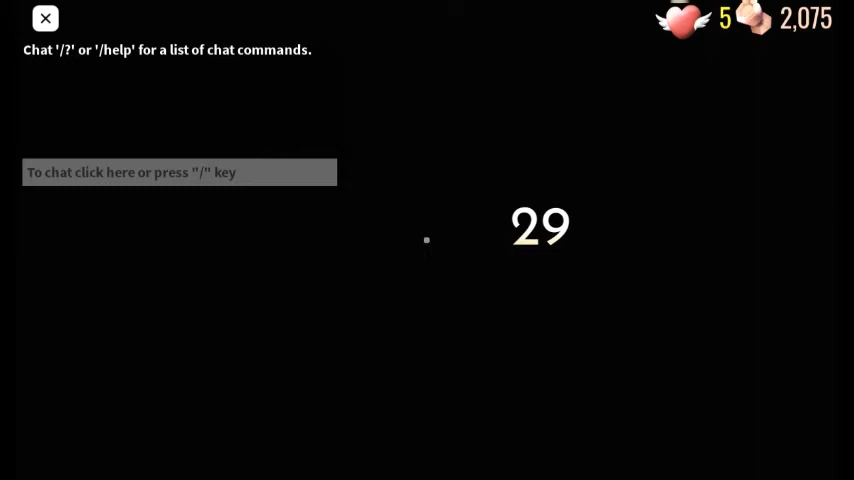 5 2,075
Chat '/?' or '/help' for a list of chat commands.
To chat click here or press "/" key
29